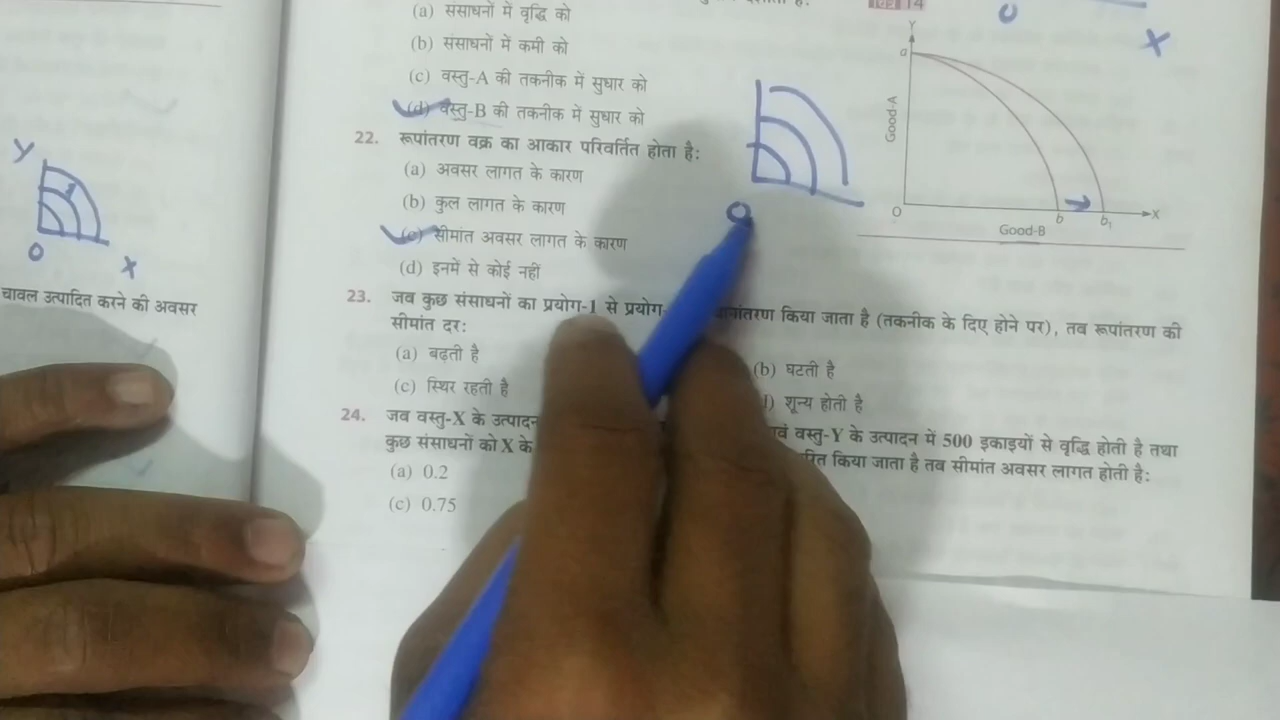 (a) संसाधनों में वृद्धि को
(b) संसाधनों में कमी को
(c) वस्तु-A की तकनीक में सुधार को
(d) वस्तु-B की तकनीक में सुधार को
22. रूपांतरण वक्र का आकार परिवर्तित होता है:
(a) अवसर लागत के कारण
(b) कुल लागत के कारण
(c) सीमांत अवसर लागत के कारण
(d) इनमें से कोई नहीं
23. जब कुछ संसाधनों का प्रयोग-1 से प्रयोग- किया जाता है (तकनीक के दिए होने पर), तब रूपांतरण की
सीमांत दर:
(a) बढ़ती है
(b) घटती है
(c) स्थिर रहती है
(d) शून्य होती है
24. जब वस्तु-X के उत्पादन वस्तु-Y के उत्पादन में 500 इकाइयों से वृद्धि होती है तथा
कुछ संसाधनों को X के किया जाता है तब सीमांत अवसर लागत होती है:
(a) 0.2
(c) 0.75
14
Y
a
Good-A
O
b
b₁
X
Good-B
O
X
O
Y
O
X
चावल उत्पादित करने की अवसर